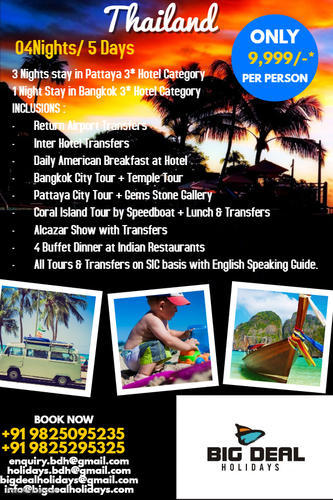 Thailand
04Nights/ 5 Days
ONLY
9,999/-*
PER PERSON
3 Nights stay in Pattaya 3* Hotel Category
1 Night Stay in Bangkok 3* Hotel Category
INCLUSIONS :
- Return Airport Transfers
- Inter Hotel Transfers
- Daily American Breakfast at Hotel
- Bangkok City Tour + Temple Tour
- Pattaya City Tour + Gems Stone Gallery
- Coral Island Tour by Speedboat + Lunch & Transfers
- Alcazar Show with Transfers
- 4 Buffet Dinner at Indian Restaurants
- All Tours & Transfers on SIC basis with English Speaking Guide.
BOOK NOW
+91 9825095235
+91 9825295325
enquiry.bdh@gmail.com
holidays.bdh@gmail.com
bigdealholidays@gmail.com
info@bigdealholidays.com
BIG DEAL
HOLIDAYS